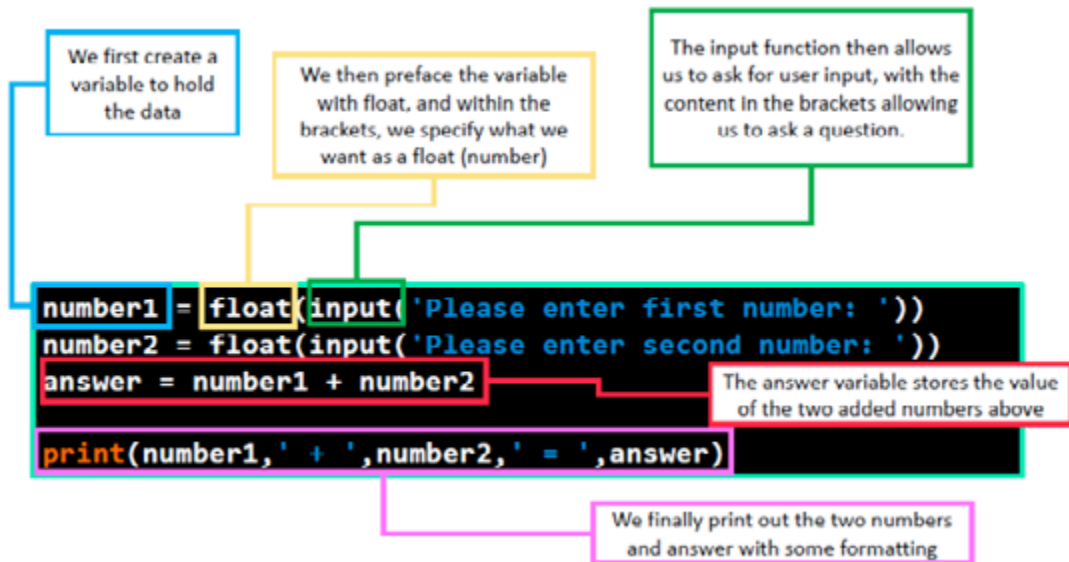 We first create a
variable to hold
the data
We then preface the variable
with float, and within the
brackets, we specify what we
want as a float (number)
The input function then allows
us to ask for user input, with the
content in the brackets allowing
us to ask a question.
number1 = float(input('Please enter first number: '))
number2 = float(input('Please enter second number: '))
answer = number1 + number2
The answer variable stores the value
of the two added numbers above
print(number1,' + ',number2,' = ',answer)
We finally print out the two numbers
and answer with some formatting